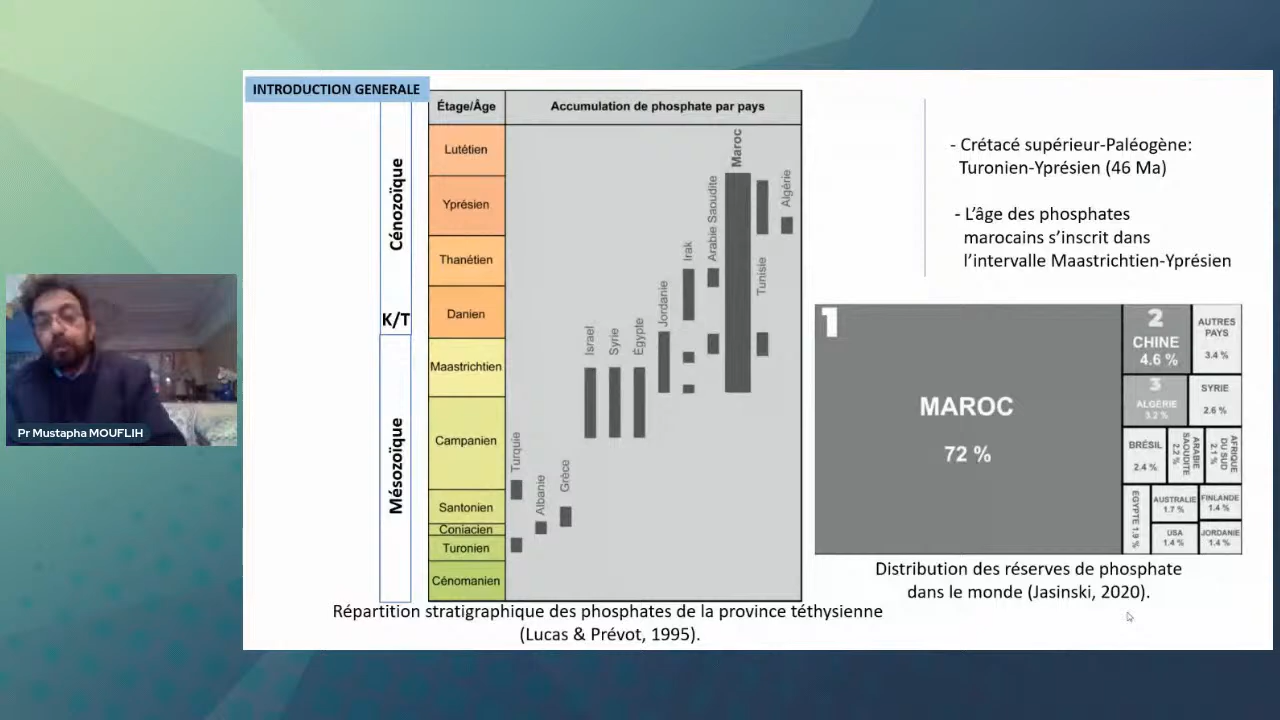 INTRODUCTION GENERALE
Étage/Âge
Accumulation de phosphate par pays
Cénozoïque
K/T
Mésozoïque
Lutétien
Yprésien
Thanétien
Danien
Maastrichtien
Campanien
Santonien
Coniacien
Turonien
Cénomanien
Turquie
Albanie
Grèce
Israel
Syrie
Égypte
Jordanie
Irak
Arabie Saoudite
Maroc
Tunisie
Algérie
Répartition stratigraphique des phosphates de la province téthysienne
(Lucas & Prévot, 1995).
- Crétacé supérieur-Paléogène:
Turonien-Yprésien (46 Ma)
- L'âge des phosphates
marocains s'inscrit dans
l'intervalle Maastrichtien-Yprésien
1
MAROC
72 %
2
CHINE
4.6 %
AUTRES
PAYS
3.4 %
3
ALGÉRIE
3.2 %
SYRIE
2.6 %
BRÉSIL
2.4 %
ARABIE
SAOUDITE
2.2 %
AFRIQUE
DU SUD
2.1 %
EGYPTE 1.9 %
AUSTRALIE
1.7 %
FINLANDE
1.4 %
USA
1.4 %
JORDANIE
1.4 %
Distribution des réserves de phosphate
dans le monde (Jasinski, 2020).
Pr Mustapha MOUFLIH